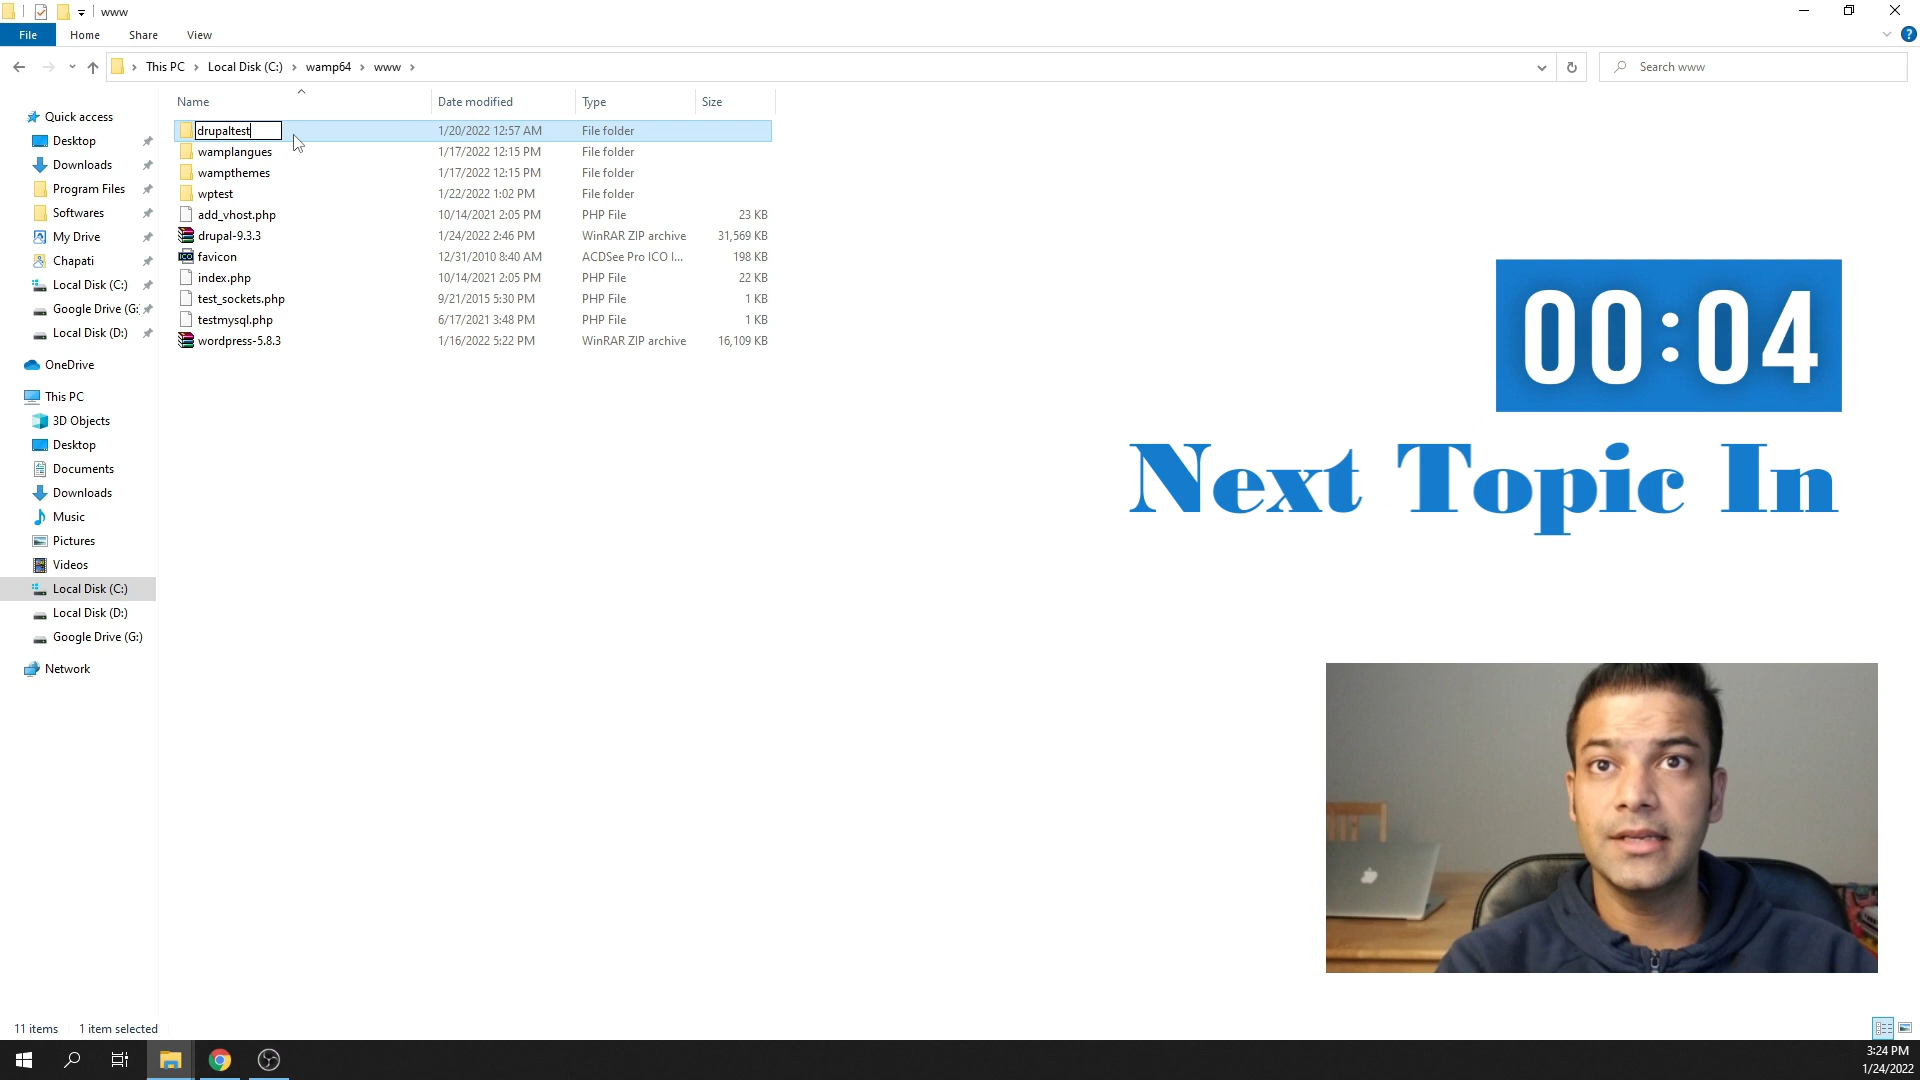 www
File Home Share View
This PC Local Disk (C:) wamp64 www
Search www
Name Date modified Type Size
drupaltest 1/20/2022 12:57 AM File folder
wamplangues 1/17/2022 12:15 PM File folder
wampthemes 1/17/2022 12:15 PM File folder
wptest 1/22/2022 1:02 PM File folder
add_vhost.php 10/14/2021 2:05 PM PHP File 23 KB
drupal-9.3.3 1/24/2022 2:46 PM WinRAR ZIP archive 31,569 KB
favicon 12/31/2010 8:40 AM ACDSee Pro ICO I... 198 KB
index.php 10/14/2021 2:05 PM PHP File 22 KB
test_sockets.php 9/21/2015 5:30 PM PHP File 1 KB
testmysql.php 6/17/2021 3:48 PM PHP File 1 KB
wordpress-5.8.3 1/16/2022 5:22 PM WinRAR ZIP archive 16,109 KB
Quick access
Desktop
Downloads
Program Files
Softwares
My Drive
Chapati
Local Disk (C:)
Google Drive (G:
Local Disk (D:)
OneDrive
This PC
3D Objects
Desktop
Documents
Downloads
Music
Pictures
Videos
Local Disk (C:)
Local Disk (D:)
Google Drive (G:)
Network
00:04
Next Topic In
11 items 1 item selected
3:24 PM
1/24/2022